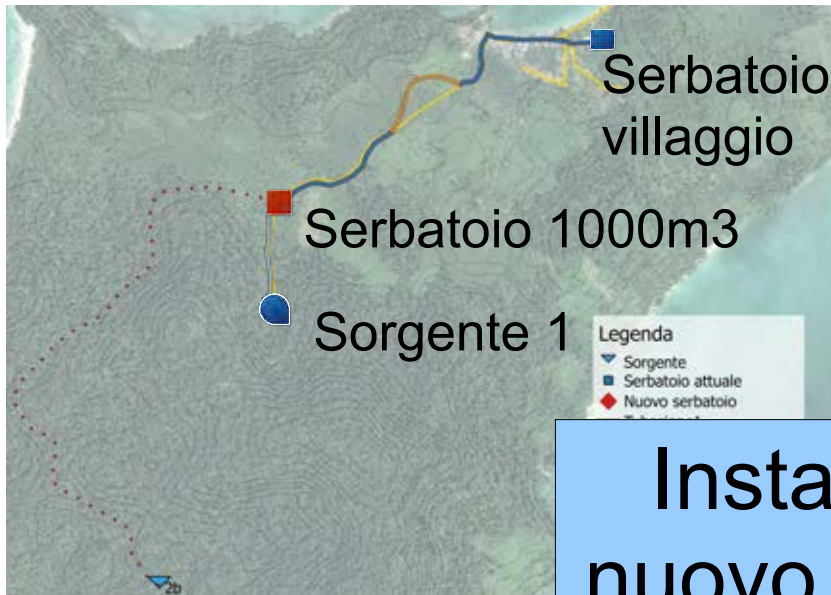 Serbatoio
villaggio
Serbatoio 1000m3
Sorgente 1
Legenda
Sorgente
Serbatoio attuale
Nuovo serbatoio
Insta
nuovo
2b